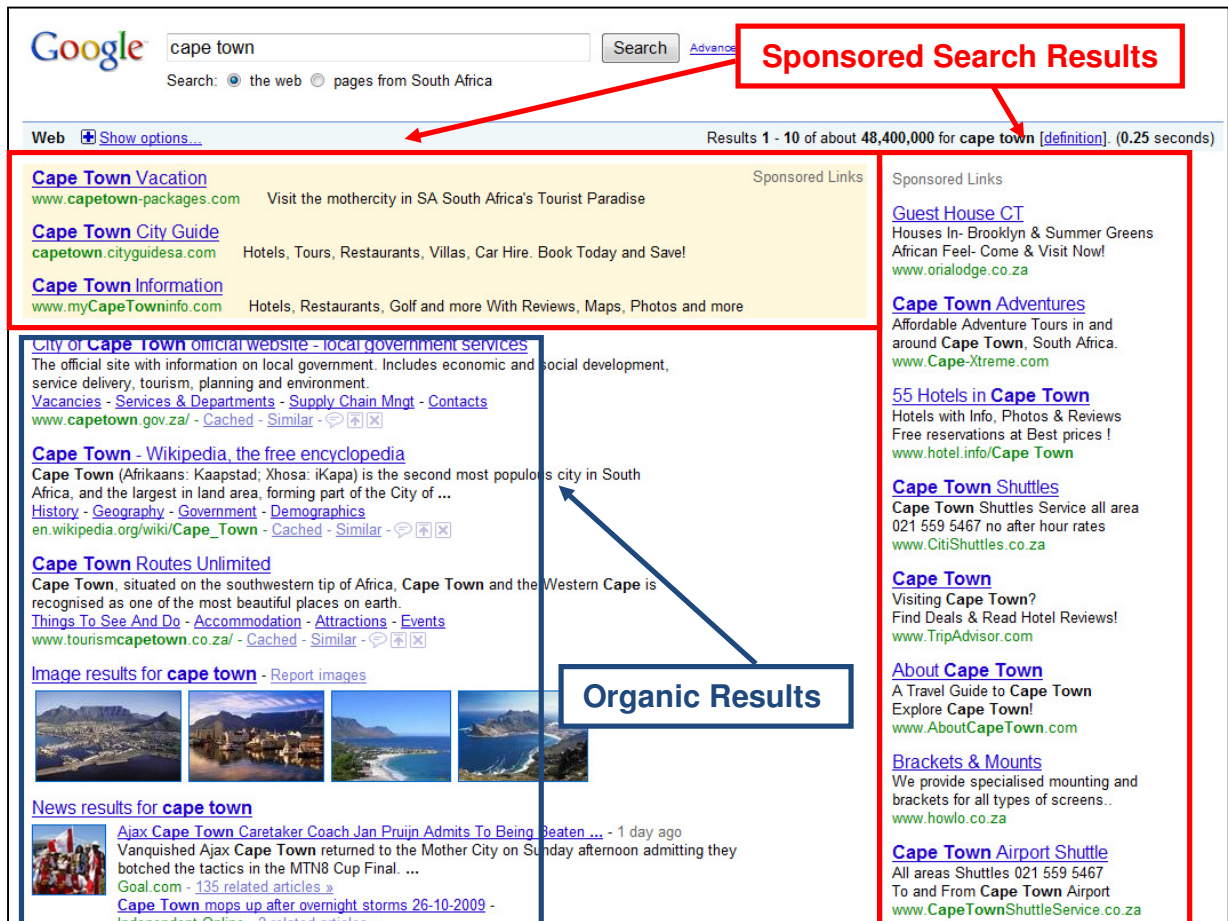 Google cape town Search Advance
Sponsored Search Results
Search: the web pages from South Africa
Web Show options... Results 1 - 10 of about 48,400,000 for cape town [definition]. (0.25 seconds)
Cape Town Vacation Sponsored Links
www.capetown-packages.com Visit the mothercity in SA South Africa's Tourist Paradise
Cape Town City Guide
capetown.cityguidesa.com Hotels, Tours, Restaurants, Villas, Car Hire. Book Today and Save!
Cape Town Information
www.myCapeTowninfo.com Hotels, Restaurants, Golf and more With Reviews, Maps, Photos and more
City of Cape Town official website - local government services
The official site with information on local government. Includes economic and social development,
service delivery, tourism, planning and environment.
Vacancies - Services & Departments - Supply Chain Mngt - Contacts
www.capetown.gov.za/ - Cached - Similar -
Cape Town - Wikipedia, the free encyclopedia
Cape Town (Afrikaans: Kaapstad; Xhosa: iKapa) is the second most populous city in South
Africa, and the largest in land area, forming part of the City of ...
History - Geography - Government - Demographics
en.wikipedia.org/wiki/Cape_Town - Cached - Similar -
Cape Town Routes Unlimited
Cape Town, situated on the southwestern tip of Africa, Cape Town and the Western Cape is
recognised as one of the most beautiful places on earth.
Things To See And Do - Accommodation - Attractions - Events
www.tourismcapetown.co.za/ - Cached - Similar -
Image results for cape town - Report images
Organic Results
News results for cape town
Ajax Cape Town Caretaker Coach Jan Pruijn Admits To Being Beaten ... - 1 day ago
Vanquished Ajax Cape Town returned to the Mother City on Sunday afternoon admitting they
botched the tactics in the MTN8 Cup Final. ...
Goal.com - 135 related articles »
Cape Town mops up after overnight storms 26-10-2009 -
Independent Online - 2 related articles
Sponsored Links
Guest House CT
Houses In- Brooklyn & Summer Greens
African Feel- Come & Visit Now!
www.orialodge.co.za
Cape Town Adventures
Affordable Adventure Tours in and
around Cape Town, South Africa.
www.Cape-Xtreme.com
55 Hotels in Cape Town
Hotels with Info, Photos & Reviews
Free reservations at Best prices !
www.hotel.info/Cape Town
Cape Town Shuttles
Cape Town Shuttles Service all area
021 559 5467 no after hour rates
www.CitiShuttles.co.za
Cape Town
Visiting Cape Town?
Find Deals & Read Hotel Reviews!
www.TripAdvisor.com
About Cape Town
A Travel Guide to Cape Town
Explore Cape Town!
www.AboutCapeTown.com
Brackets & Mounts
We provide specialised mounting and
brackets for all types of screens..
www.howlo.co.za
Cape Town Airport Shuttle
All areas Shuttles 021 559 5467
To and From Cape Town Airport
www.CapeTownShuttleService.co.za